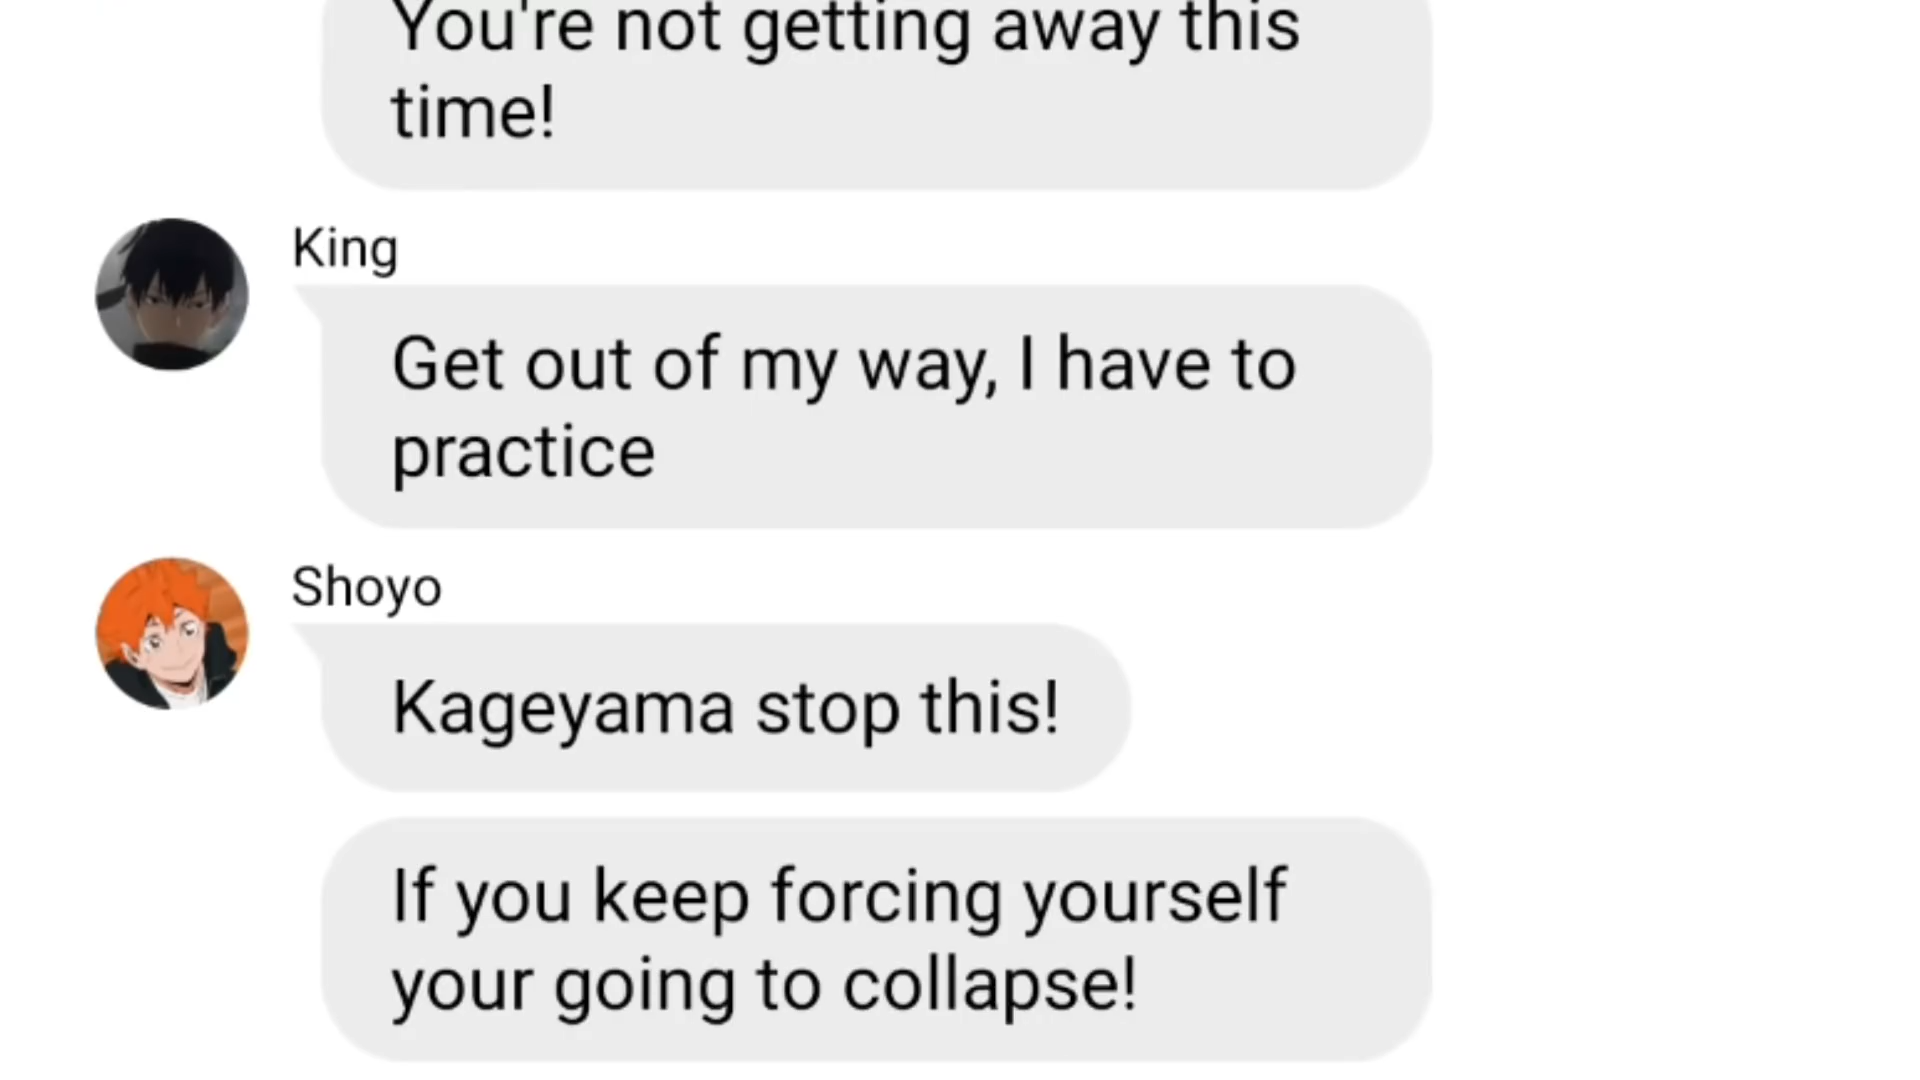 You're not getting away this
time!
King
Get out of my way, I have to
practice
Shoyo
Kageyama stop this!
If you keep forcing yourself
your going to collapse!